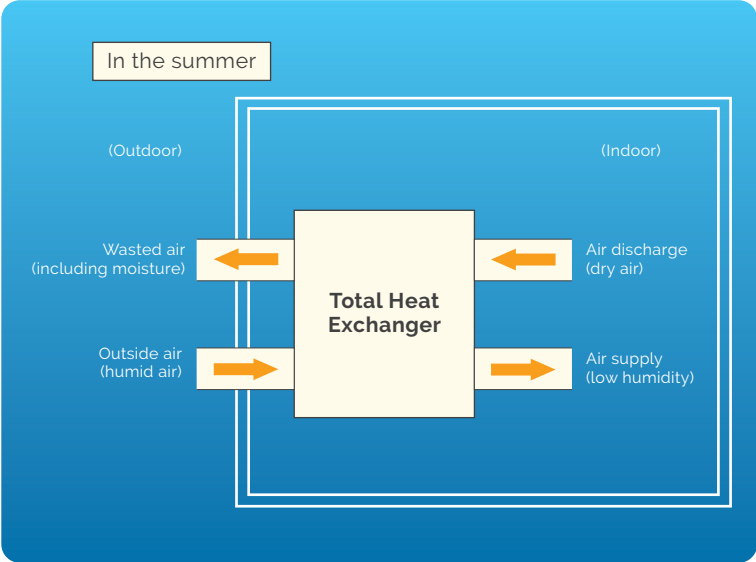 In the summer
(Outdoor)
(Indoor)
Wasted air
(including moisture)
Air discharge
(dry air)
Total Heat
Exchanger
Outside air
(humid air)
Air supply
(low humidity)